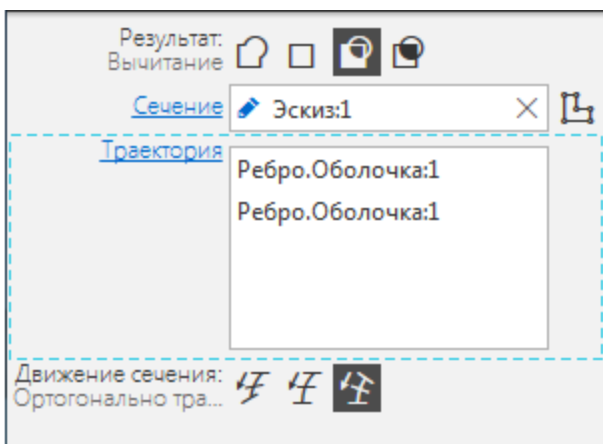 Результат:
Вычитание
Сечение
Эскиз:1
Траектория
Ребро.Оболочка:1
Ребро.Оболочка:1
Движение сечения:
Ортогонально тра...